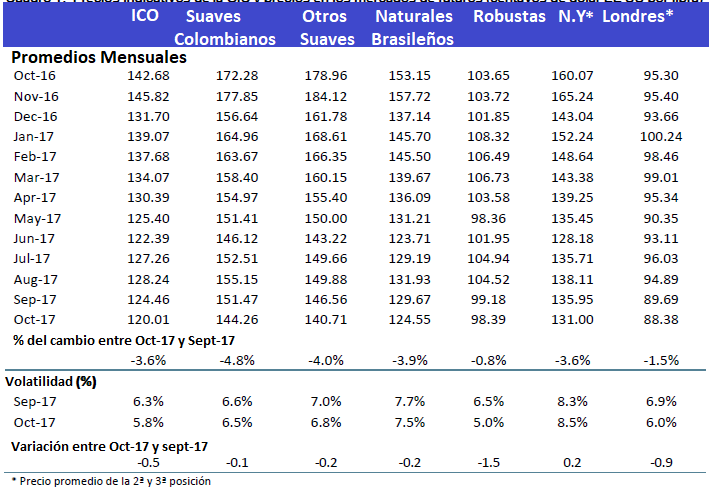 ICO Suaves Otros Naturales Robustas N.Y* Londres*
Colombianos Suaves Brasileños
Promedios Mensuales
Oct-16 142.68 172.28 178.96 153.15 103.65 160.07 95.30
Nov-16 145.82 177.85 184.12 157.72 103.72 165.24 95.40
Dec-16 131.70 156.64 161.78 137.14 101.85 143.04 93.66
Jan-17 139.07 164.96 168.61 145.70 108.32 152.24 100.24
Feb-17 137.68 163.67 166.35 145.50 106.49 148.64 98.46
Mar-17 134.07 158.40 160.15 139.67 106.73 143.38 99.01
Apr-17 130.39 154.97 155.40 136.09 103.58 139.25 95.34
May-17 125.40 151.41 150.00 131.21 98.36 135.45 90.35
Jun-17 122.39 146.12 143.22 123.71 101.95 128.18 93.11
Jul-17 127.26 152.51 149.66 129.19 104.94 135.71 96.03
Aug-17 128.24 155.15 149.88 131.93 104.52 138.11 94.89
Sep-17 124.46 151.47 146.56 129.67 99.18 135.95 89.69
Oct-17 120.01 144.26 140.71 124.55 98.39 131.00 88.38
% del cambio entre Oct-17 y Sept-17
-3.6% -4.8% -4.0% -3.9% -0.8% -3.6% -1.5%
Volatilidad (%)
Sep-17 6.3% 6.6% 7.0% 7.7% 6.5% 8.3% 6.9%
Oct-17 5.8% 6.5% 6.8% 7.5% 5.0% 8.5% 6.0%
Variación entre Oct-17 y sept-17
-0.5 -0.1 -0.2 -0.2 -1.5 0.2 -0.9
* Precio promedio de la 2ª y 3ª posición